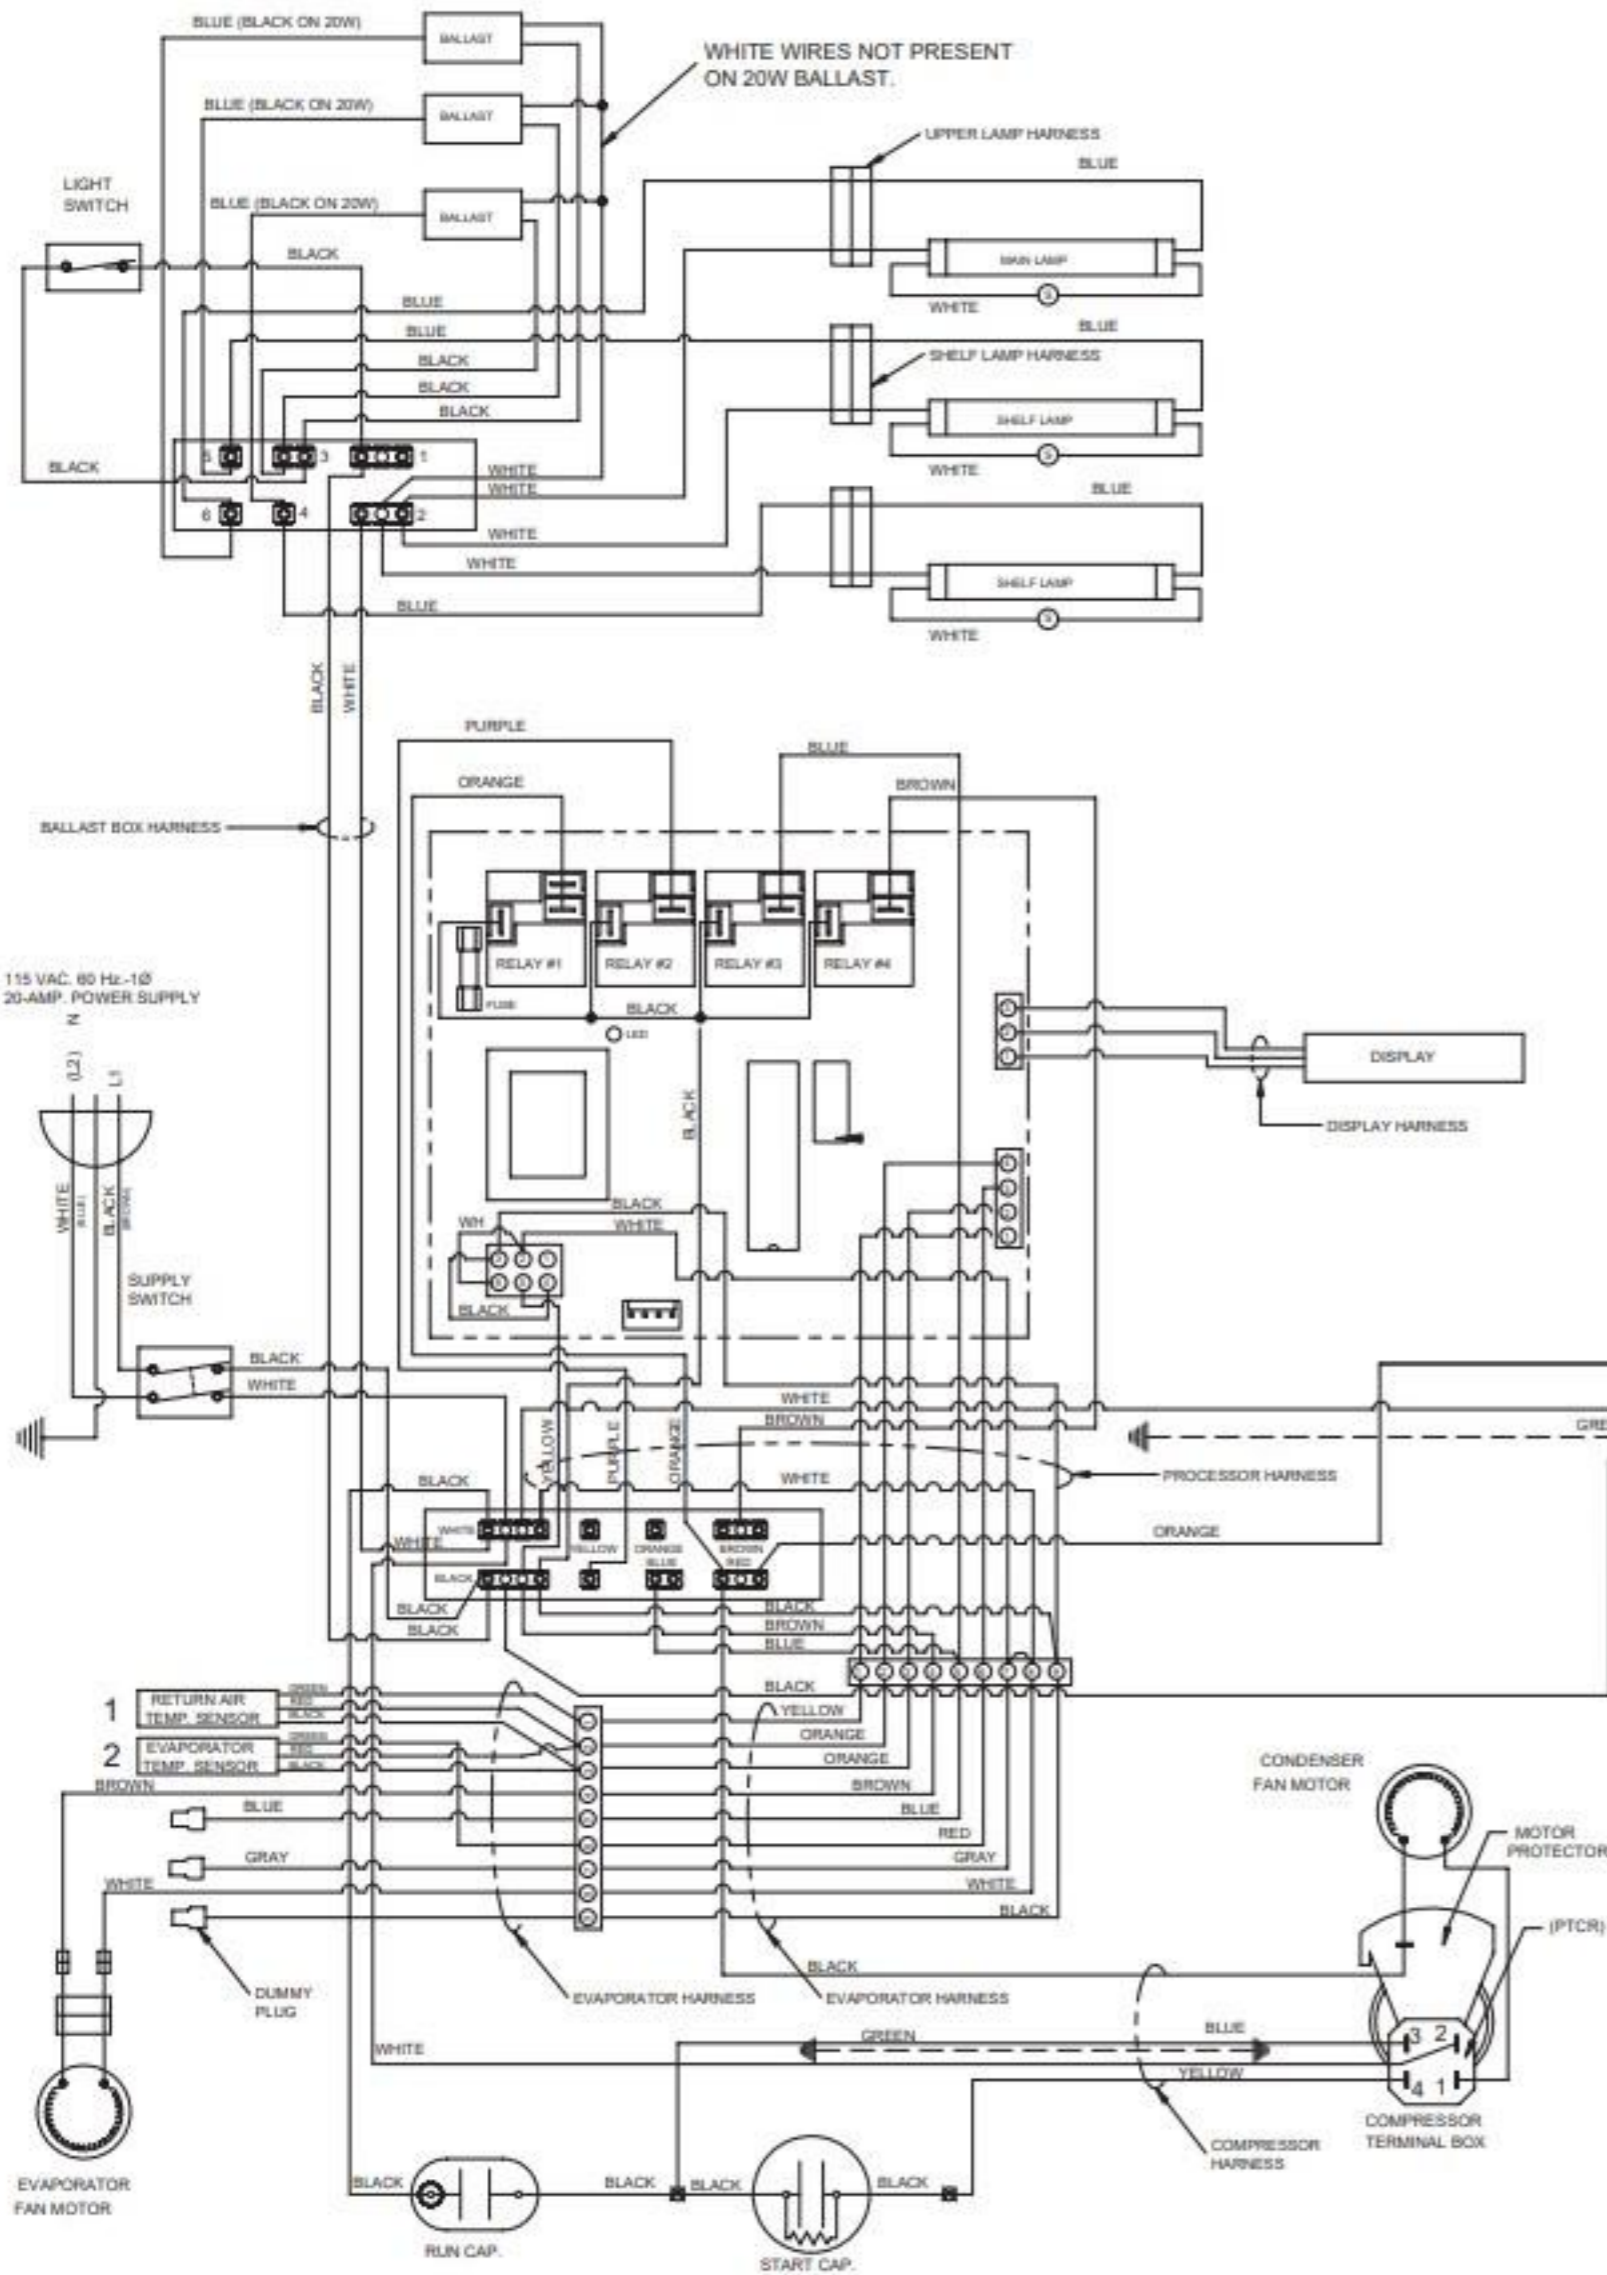 BLUE (BLACK ON 20W)
BALLAST
WHITE WIRES NOT PRESENT
ON 20W BALLAST.
BLUE (BLACK ON 20W)
BALLAST
UPPER LAMP HARNESS
BLUE
LIGHT
SWITCH
BLUE (BLACK ON 20W)
BALLAST
BLACK
MAIN LAMP
BLUE
WHITE
S
BLUE
BLUE
BLACK
SHELF LAMP HARNESS
BLACK
BLACK
SHELF LAMP
5
3
1
S
BLACK
WHITE
WHITE
WHITE
BLUE
6
4
2
WHITE
WHITE
SHELF LAMP
BLUE
S
WHITE
BLACK
WHITE
PURPLE
BLUE
ORANGE
BROWN
BALLAST BOX HARNESS
RELAY #1
RELAY #2
RELAY #3
RELAY #4
115 VAC. 60 Hz.-1Ø
20-AMP. POWER SUPPLY
FUSE
BLACK
LED
N
(L2)
L1
DISPLAY
BLACK
DISPLAY HARNESS
WHITE
(BLUE)
BLACK
(BROWN)
BLACK
WH
WHITE
SUPPLY
SWITCH
BLACK
BLACK
WHITE
WHITE
BROWN
GRE
YELLOW
PURPLE
ORANGE
BLACK
WHITE
PROCESSOR HARNESS
WHITE
WHITE
YELLOW
ORANGE
BROWN
ORANGE
BLUE
RED
BLACK
BLACK
BLACK
BLACK
BROWN
BLUE
BLACK
1
RETURN AIR
TEMP. SENSOR
GREEN
RED
BLACK
YELLOW
ORANGE
2
EVAPORATOR
TEMP. SENSOR
GREEN
RED
BLACK
ORANGE
CONDENSER
FAN MOTOR
BROWN
BROWN
BLUE
BLUE
RED
MOTOR
PROTECTOR
GRAY
GRAY
WHITE
WHITE
BLACK
(PTCR)
BLACK
DUMMY
PLUG
EVAPORATOR HARNESS
EVAPORATOR HARNESS
BLUE
GREEN
3 2
WHITE
YELLOW
4 1
COMPRESSOR
TERMINAL BOX
COMPRESSOR
HARNESS
EVAPORATOR
FAN MOTOR
BLACK
BLACK
BLACK
BLACK
RUN CAP.
START CAP.